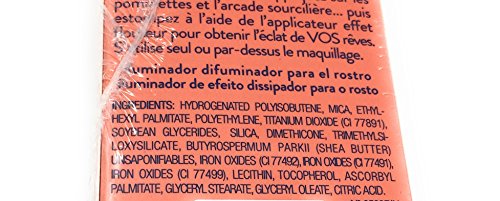 pommettes et l'arcade sourcilière... puis
estompez à l'aide de l'applicateur effet
flouteur pour obtenir l'éclat de VOS rêves.
S'utilise seul ou par-dessus le maquillage.
Iluminador difuminador para el rostro
Iluminador de efeito dissipador para o rosto
INGREDIENTS: HYDROGENATED POLYISOBUTENE, MICA, ETHYL-
HEXYL PALMITATE, POLYETHYLENE, TITANIUM DIOXIDE (CI 77891),
SOYBEAN GLYCERIDES, SILICA, DIMETHICONE, TRIMETHYLSI-
LOXYSILICATE, BUTYROSPERMUM PARKII (SHEA BUTTER)
UNSAPONIFIABLES, IRON OXIDES (CI 77492), IRON OXIDES (CI 77491),
IRON OXIDES (CI 77499), LECITHIN, TOCOPHEROL, ASCORBYL
PALMITATE, GLYCERYL STEARATE, GLYCERYL OLEATE, CITRIC ACID.